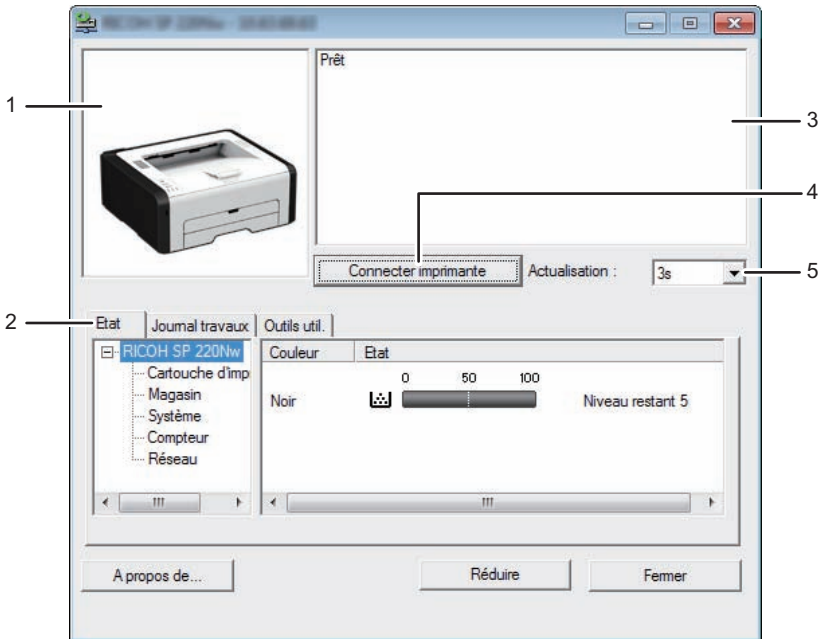 Prêt
1
3
4
Connecter imprimante
Actualisation :
3s
5
2
Etat
Journal travaux
Outils util.
RICOH SP 220Nw
Cartouche d'imp
Magasin
Système
Compteur
Réseau
Couleur
Etat
0 50 100
Noir
Niveau restant 5
A propos de...
Réduire
Fermer